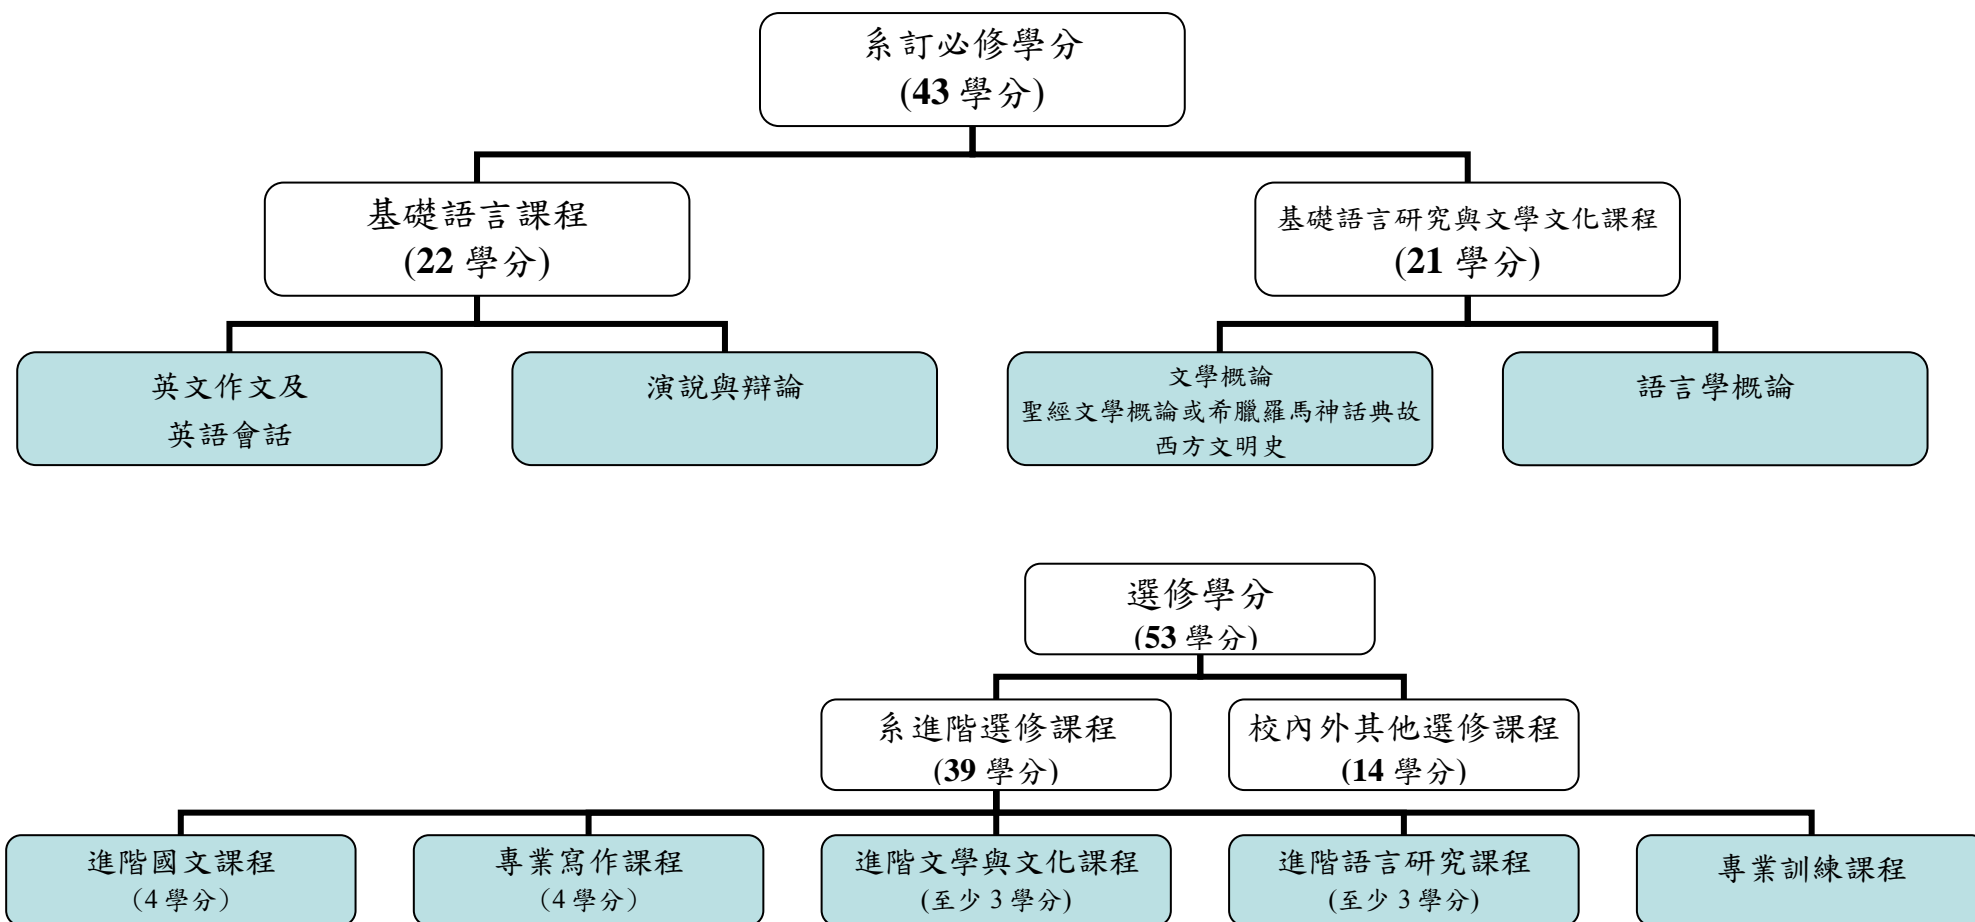 系訂必修學分
(43 學分)
基礎語言課程
(22 學分)
基礎語言研究與文學文化課程
(21 學分)
英文作文及
英語會話
演說與辯論
文學概論
聖經文學概論或希臘羅馬神話典故
西方文明史
語言學概論
選修學分
(53 學分)
系進階選修課程
(39 學分)
校內外其他選修課程
(14 學分)
進階國文課程
（4 學分）
專業寫作課程
（4 學分）
進階文學與文化課程
(至少 3 學分)
進階語言研究課程
(至少 3 學分)
專業訓練課程